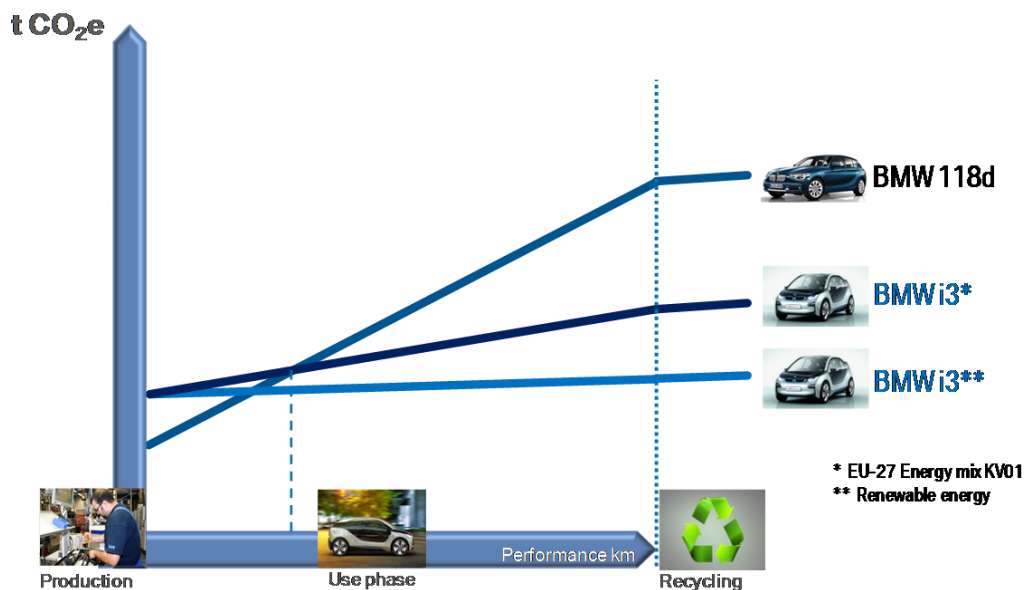 t CO₂e
BMW 118d
BMW i3*
BMW i3**
* EU-27 Energy mix KV01
** Renewable energy
Performance km
Production
Use phase
Recycling